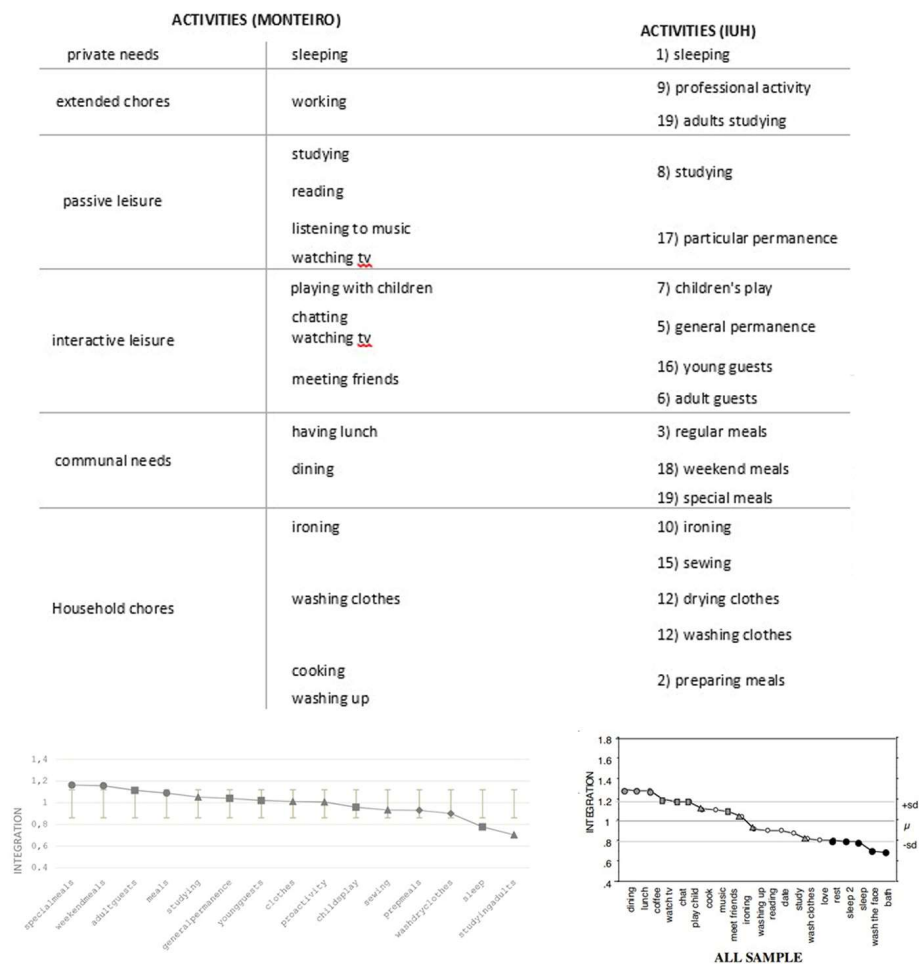 ACTIVITIES (MONTEIRO)
ACTIVITIES (IUH)
private needs sleeping 1) sleeping
extended chores working 9) professional activity
19) adults studying
passive leisure
studying
8) studying
reading
listening to music
17) particular permanence
watching tv
interactive leisure
playing with children 7) children's play
chatting
5) general permanence
watching tv
16) young guests
meeting friends
6) adult guests
communal needs
having lunch 3) regular meals
dining 18) weekend meals
19) special meals
Household chores
ironing 10) ironing
15) sewing
washing clothes 12) drying clothes
12) washing clothes
cooking
2) preparing meals
washing up
INTEGRATION
1,4
1,2
1
0,8
0,6
0,4
specialmeals
weekendmeals
adultguests
meals
studying
generalpermanence
youngguests
clothes
proactivity
childsplay
sewing
prepmeals
washdryclothes
sleep
studyingadults
INTEGRATION
1.8
1.6
1.4
1.2
1
.8
.6
.4
+sd
μ
-sd
dining
lunch
coffee
watch tv
chat
play child
cook
music
meet friends
ironing
washing up
reading
date
study
wash clothes
love
rest
sleep 2
sleep
wash the face
bath
ALL SAMPLE